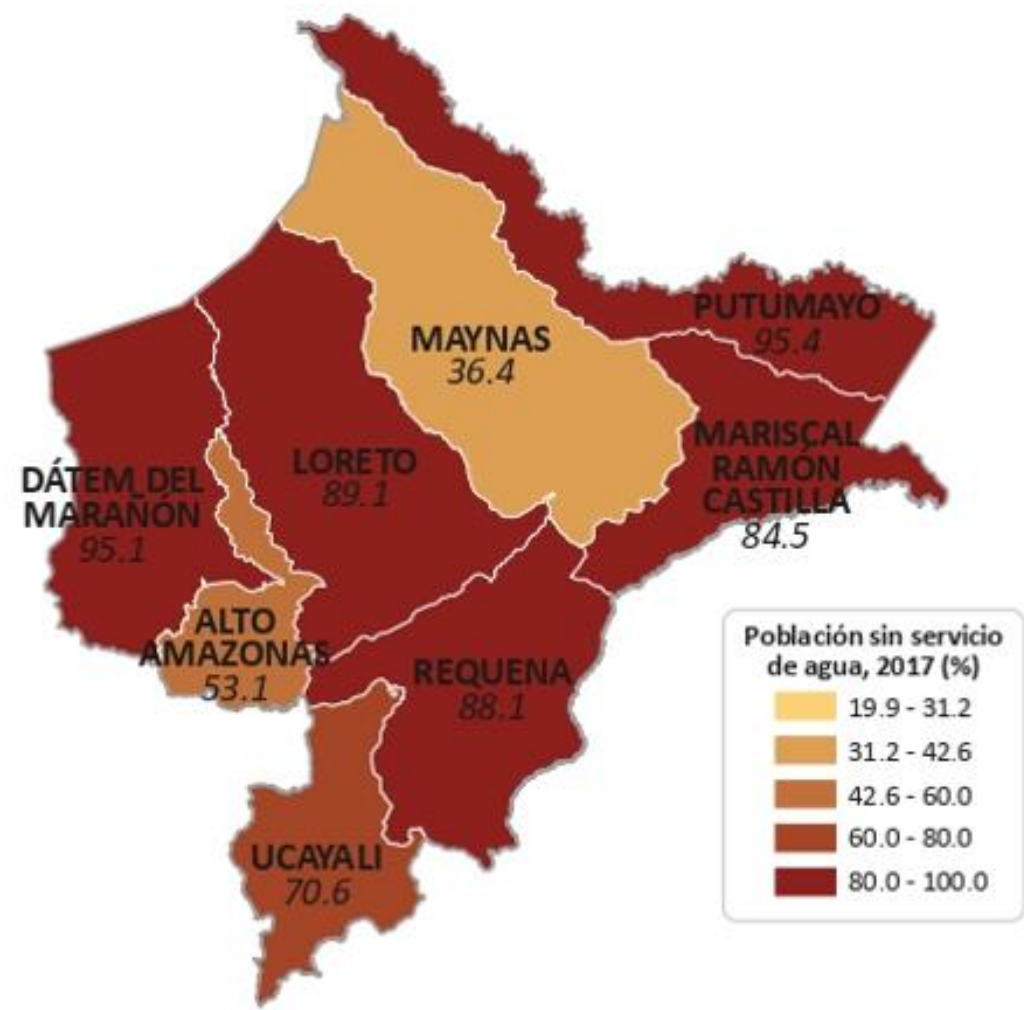 PUTUMAYO
95.4
MAYNAS
36.4
MARISCAL
RAMÓN
CASTILLA
84.5
LORETO
89.1
DÁTEM DEL
MARAÑÓN
95.1
ALTO
AMAZONAS
53.1
REQUENA
88.1
UCAYALI
70.6
Población sin servicio
de agua, 2017 (%)
19.9 - 31.2
31.2 - 42.6
42.6 - 60.0
60.0 - 80.0
80.0 - 100.0